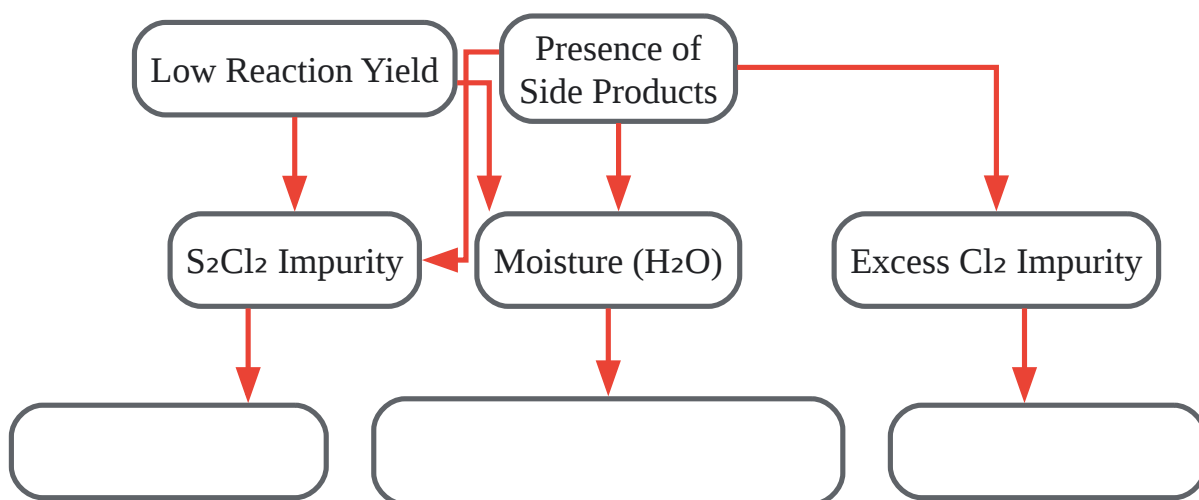 Low Reaction Yield
Presence of
Side Products
S₂Cl₂ Impurity
Moisture (H₂O)
Excess Cl₂ Impurity